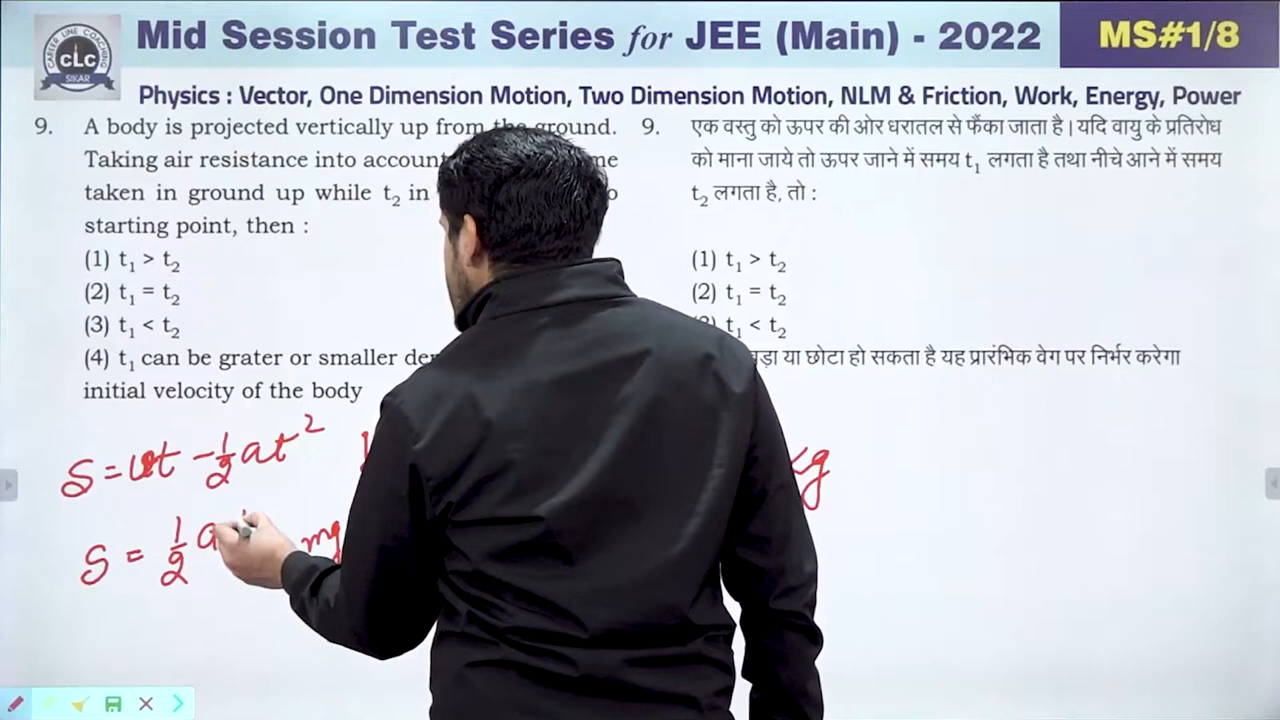 CAREER LINE COACHING
CLC
SIKAR
Mid Session Test Series for JEE (Main) - 2022
MS#1/8
Physics : Vector, One Dimension Motion, Two Dimension Motion, NLM & Friction, Work, Energy, Power
9. A body is projected vertically up from the ground.
Taking air resistance into account
taken in ground up while t₂ in
starting point, then :
(1) t₁ > t₂
(2) t₁ = t₂
(3) t₁ < t₂
(4) t₁ can be grater or smaller
initial velocity of the body
9. एक वस्तु को ऊपर की ओर धरातल से फैंका जाता है। यदि वायु के प्रतिरोध
को माना जाये तो ऊपर जाने में समय t₁ लगता है तथा नीचे आने में समय
t₂ लगता है, तो :
(1) t₁ > t₂
(2) t₁ = t₂
t₁ < t₂
या छोटा हो सकता है यह प्रारंभिक वेग पर निर्भर करेगा
S = ut - 1/2 at²
S = 1/2 a
mg